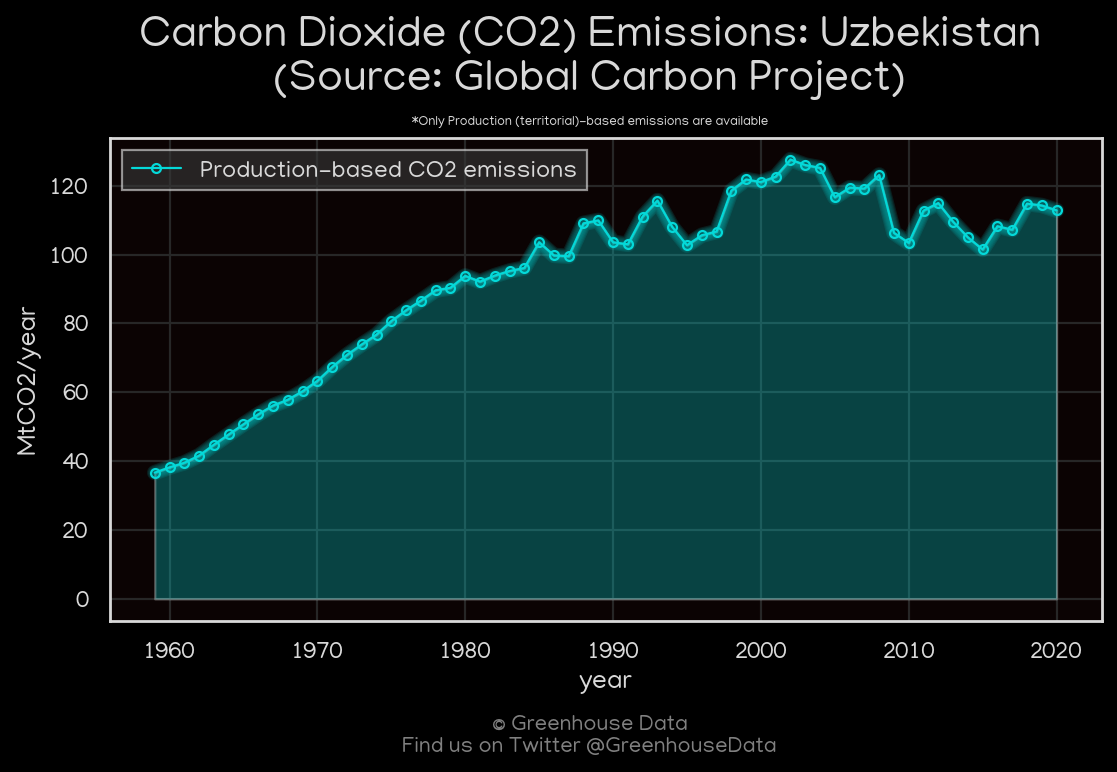 Carbon Dioxide (CO2) Emissions: Uzbekistan
(Source: Global Carbon Project)
*Only Production (territorial)-based emissions are available
Production-based CO2 emissions
120
100
80
60
40
20
0
MtCO2/year
1960 1970 1980 1990 2000 2010 2020
year
© Greenhouse Data
Find us on Twitter @GreenhouseData